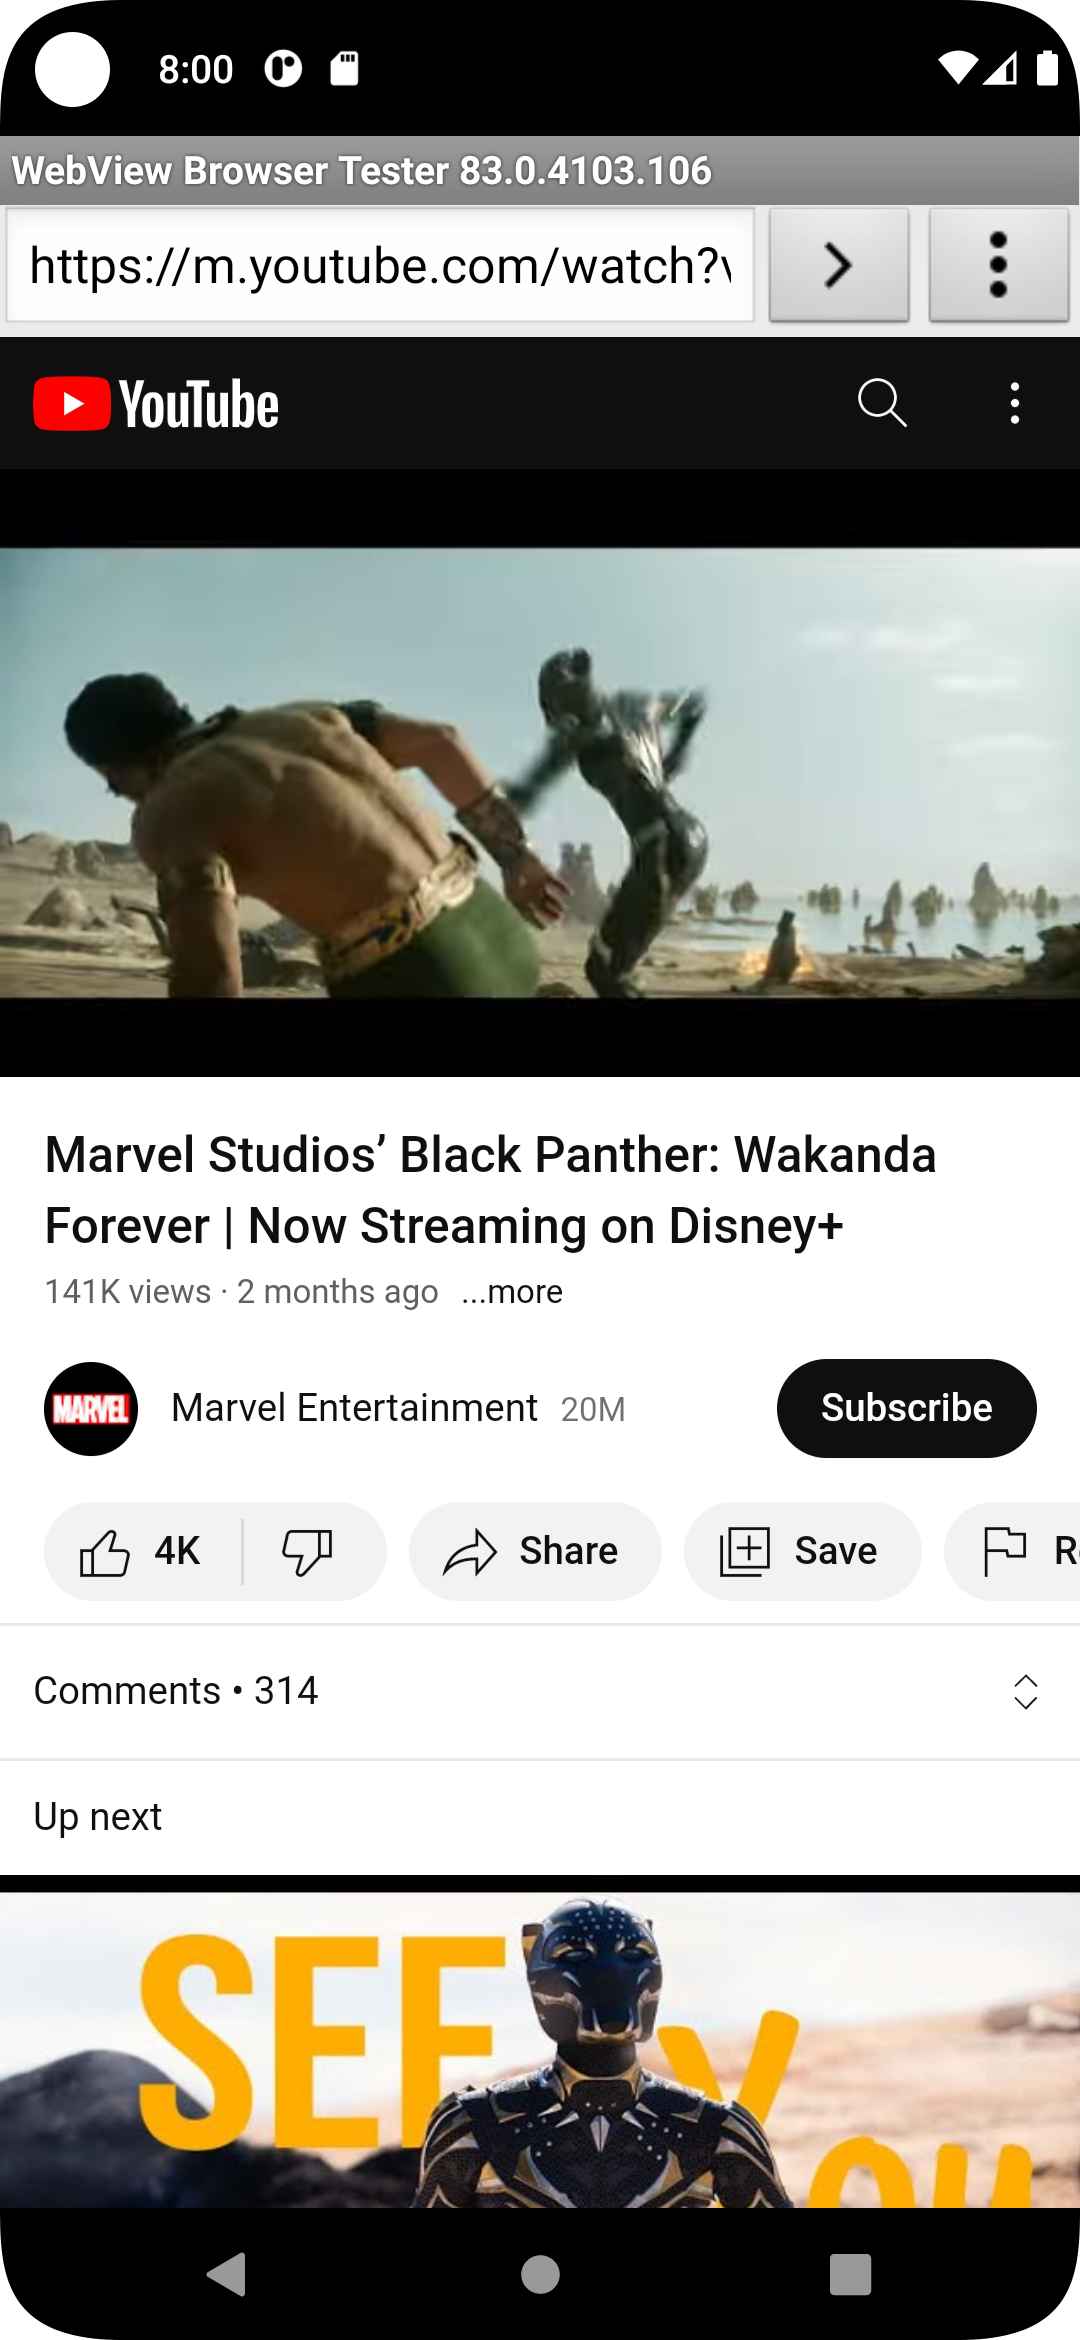 8:00
WebView Browser Tester 83.0.4103.106
https://m.youtube.com/watch?
YouTube
Marvel Studios’ Black Panther: Wakanda
Forever | Now Streaming on Disney+
141K views · 2 months ago ...more
MARVEL
Marvel Entertainment 20M
Subscribe
4K
Share
Save
Comments • 314
Up next
SEE
You